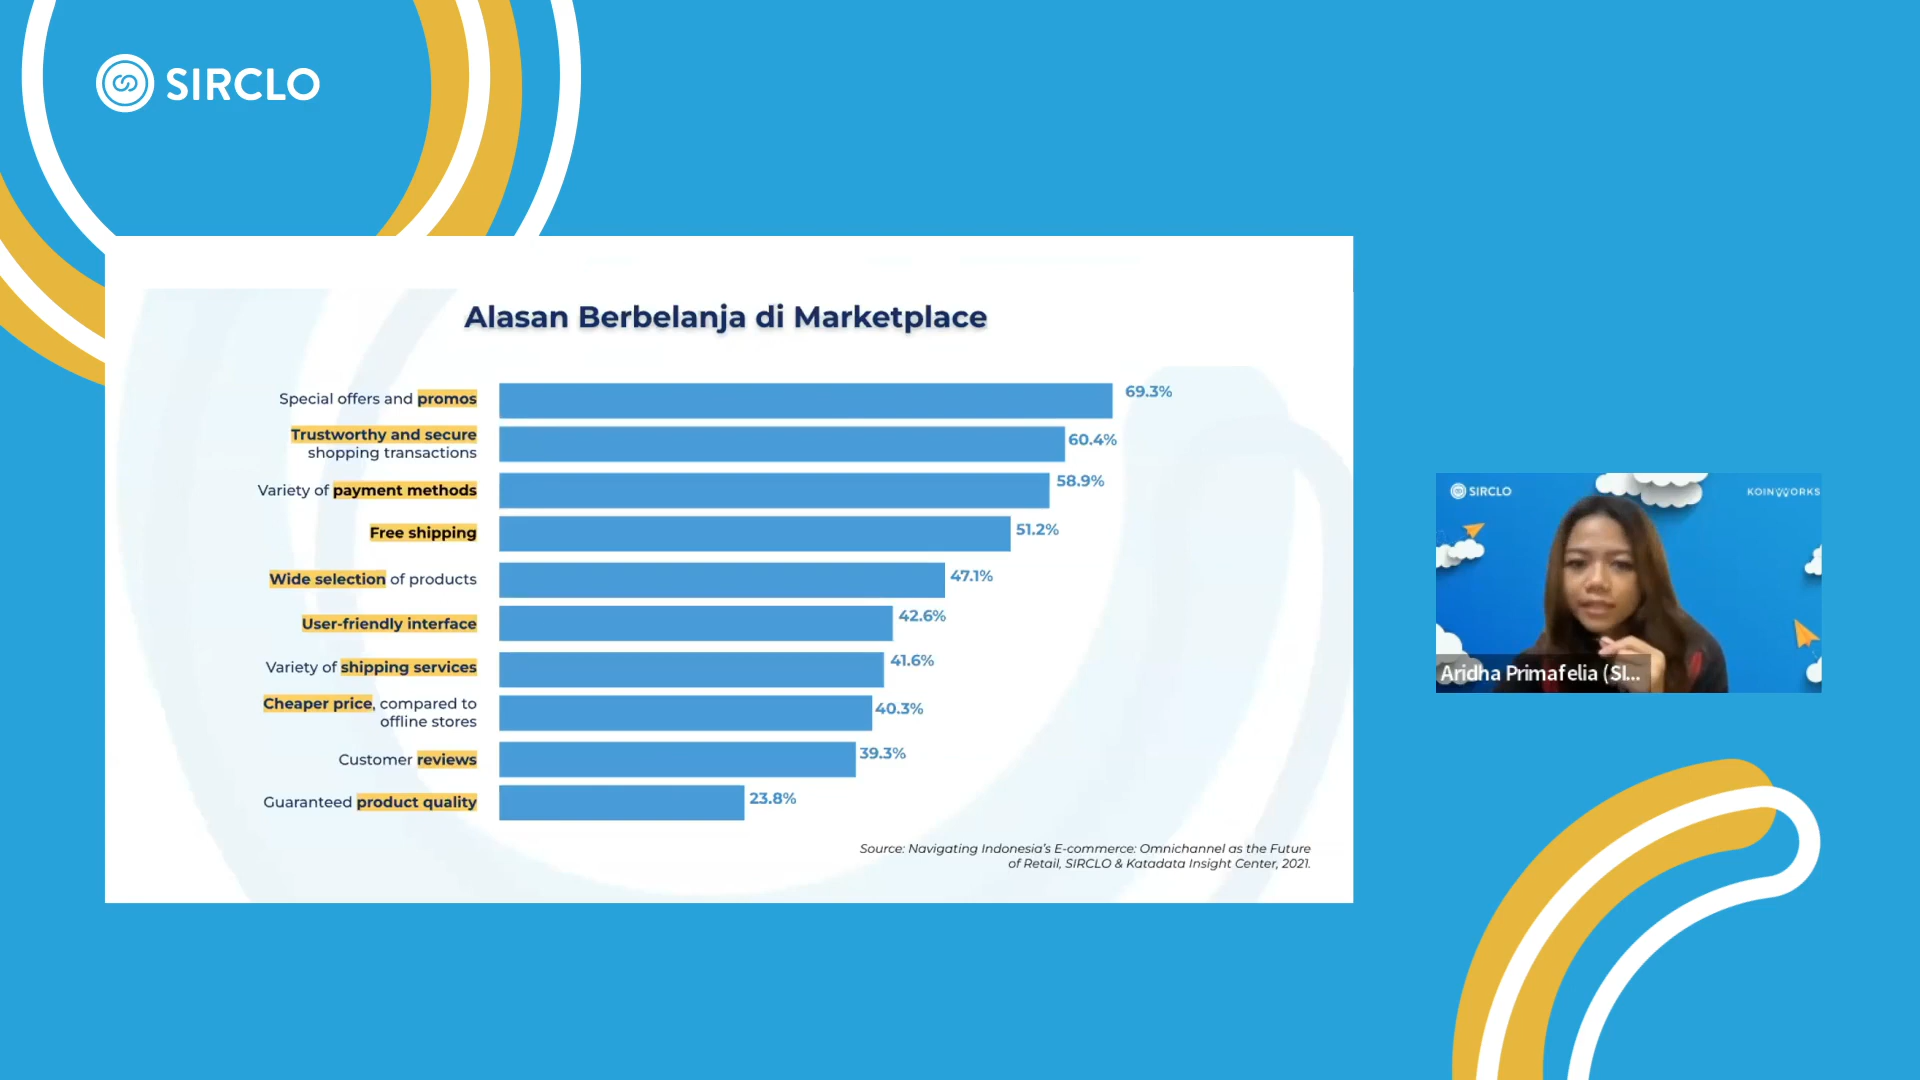 SIRCLO
Alasan Berbelanja di Marketplace
Special offers and promos
69.3%
Trustworthy and secure
shopping transactions
60.4%
Variety of payment methods
58.9%
Free shipping
51.2%
Wide selection of products
47.1%
User-friendly interface
42.6%
Variety of shipping services
41.6%
Cheaper price, compared to
offline stores
40.3%
Customer reviews
39.3%
Guaranteed product quality
23.8%
Source: Navigating Indonesia's E-commerce: Omnichannel as the Future
of Retail, SIRCLO & Katadata Insight Center, 2021.
SIRCLO
KOINWORKS
Aridha Primafelia (SI...